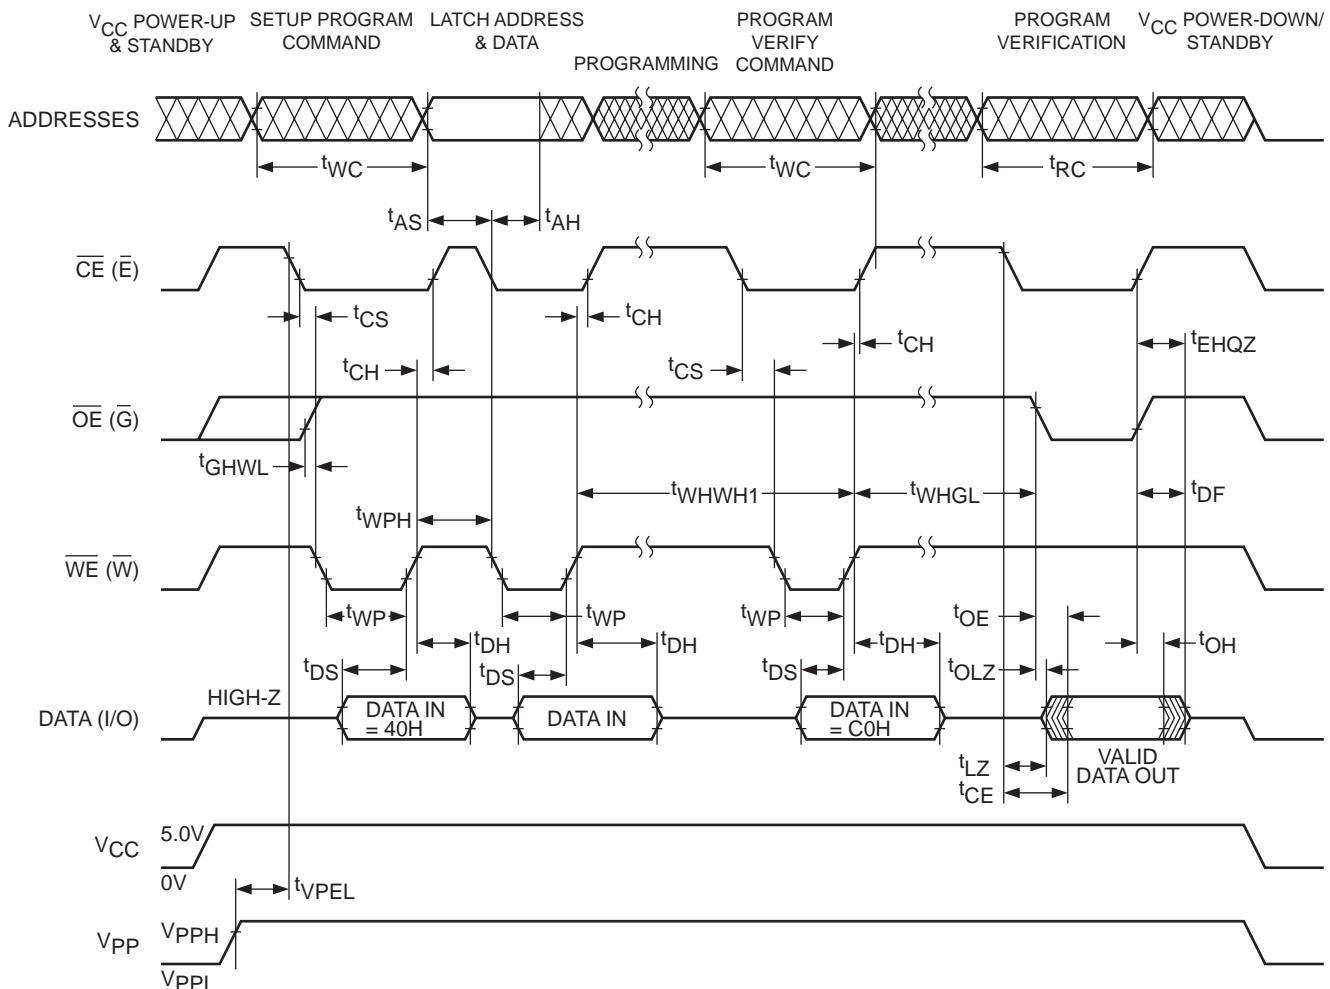 VCC POWER-UP & STANDBY
SETUP PROGRAM COMMAND
LATCH ADDRESS & DATA
PROGRAMMING
PROGRAM VERIFY COMMAND
PROGRAM VERIFICATION
VCC POWER-DOWN/ STANDBY
ADDRESSES
tWC
tWC
tRC
tAS
tAH
CE (E)
tCS
tCH
tCH
tEHQZ
tCH
tCS
OE (G)
tGHWL
tWHWH1
tWHGL
tDF
tWPH
WE (W)
tWP
tWP
tWP
tOE
tDH
tDH
tDH
tOH
tDS
tDS
tDS
tOLZ
HIGH-Z
DATA (I/O)
DATA IN = 40H
DATA IN
DATA IN = C0H
VALID DATA OUT
tLZ
tCE
5.0V
VCC
0V
tVPEL
VPPH
VPP
VPPL